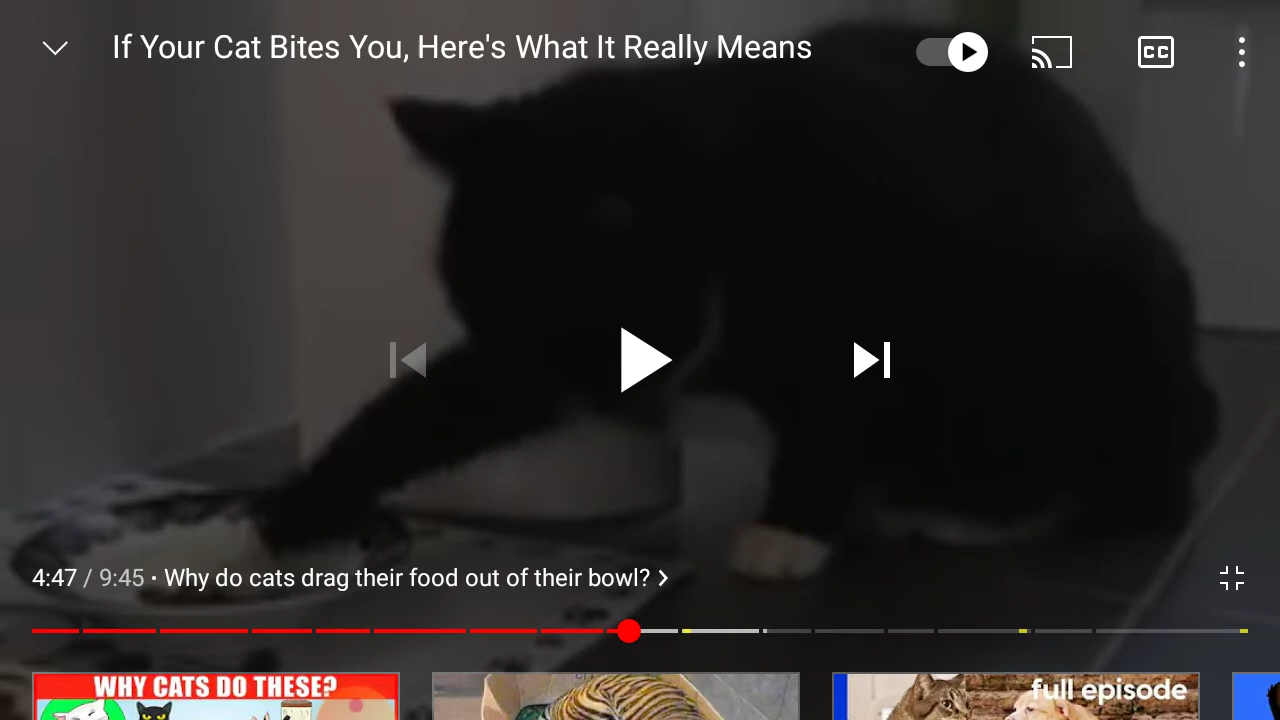 If Your Cat Bites You, Here's What It Really Means
CC
4:47 / 9:45 · Why do cats drag their food out of their bowl?
WHY CATS DO THESE?
full episode